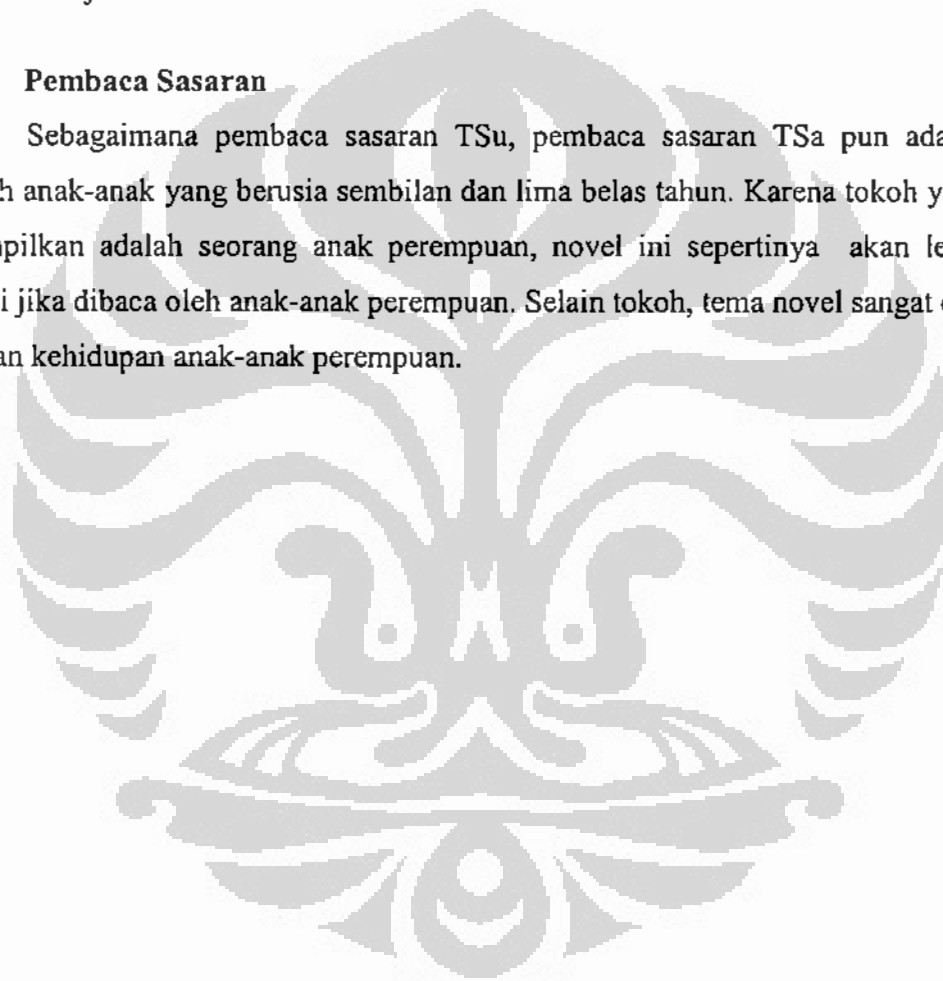 Pembaca Sasaran
Sebagaimana pembaca sasaran TSu, pembaca sasaran TSa pun ada
h anak-anak yang berusia sembilan dan lima belas tahun. Karena tokoh y
pilkan adalah seorang anak perempuan, novel ini sepertinya akan le
i jika dibaca oleh anak-anak perempuan. Selain tokoh, tema novel sangat
an kehidupan anak-anak perempuan.